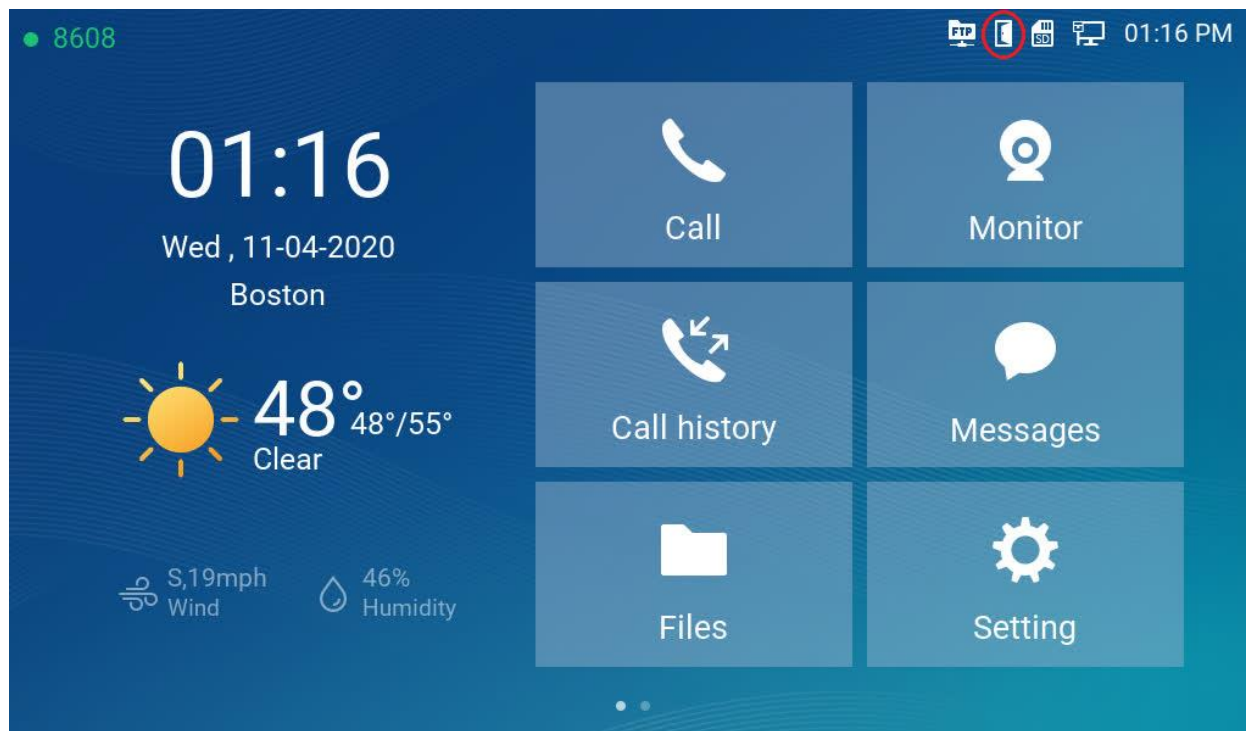 8608
FTP
SD
01:16 PM
01:16
Wed , 11-04-2020
Boston
48°
48°/55°
Clear
S,19mph
Wind
46%
Humidity
Call
Monitor
Call history
Messages
Files
Setting